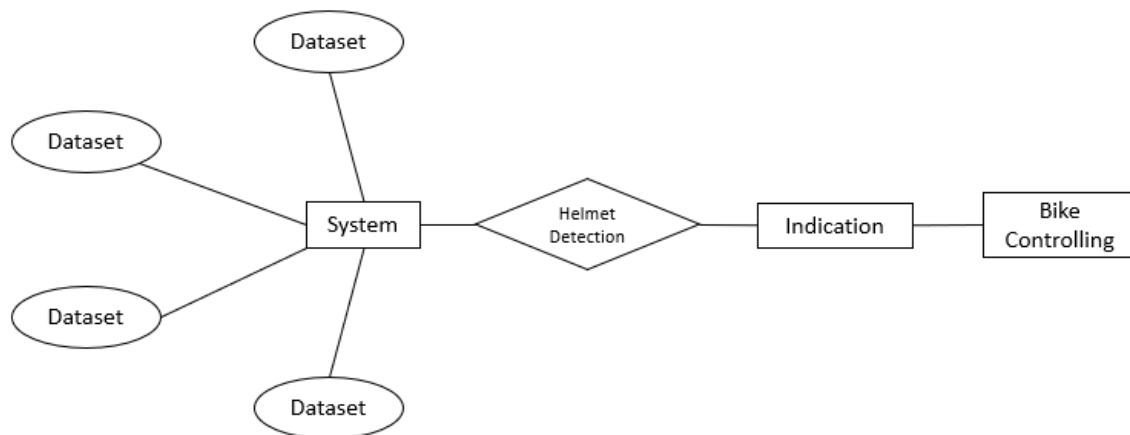 Dataset
Dataset
System
Helmet
Detection
Indication
Bike
Controlling
Dataset
Dataset